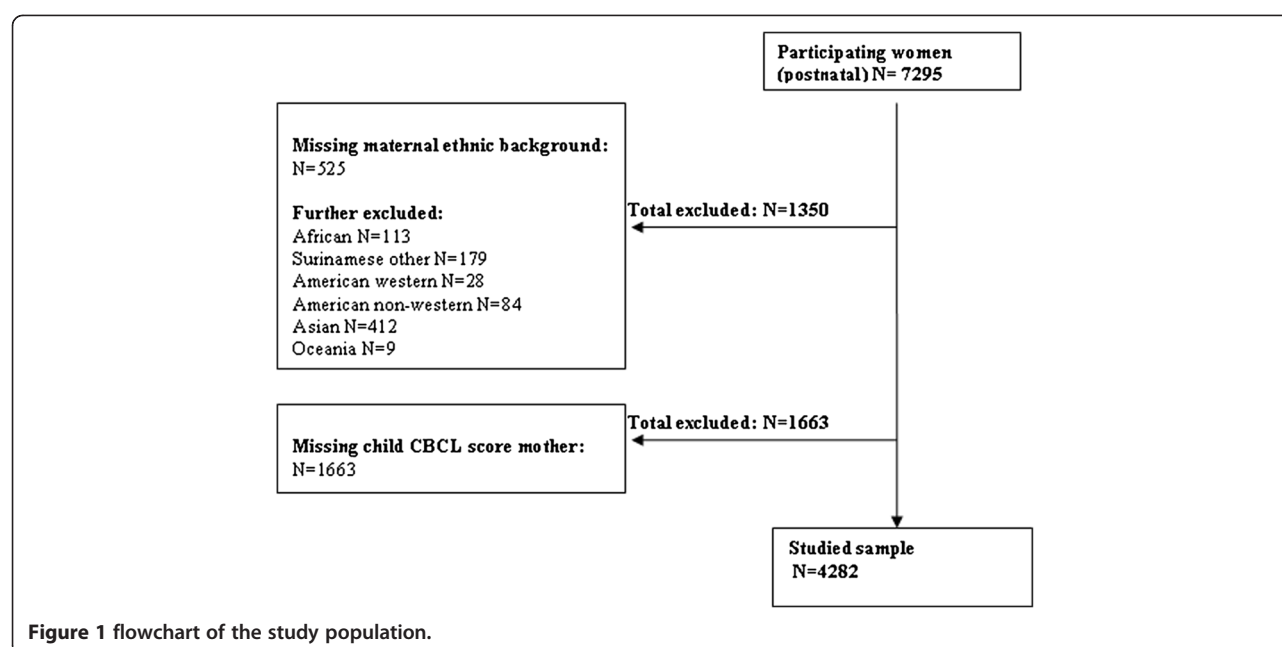 Participating women
(postnatal) N= 7295
Missing maternal ethnic background:
N=525
Further excluded:
African N=113
Surinamese other N=179
American western N=28
American non-western N=84
Asian N=412
Oceania N=9
Total excluded: N=1350
Total excluded: N=1663
Missing child CBCL score mother:
N=1663
Studied sample
N=4282
Figure 1 flowchart of the study population.